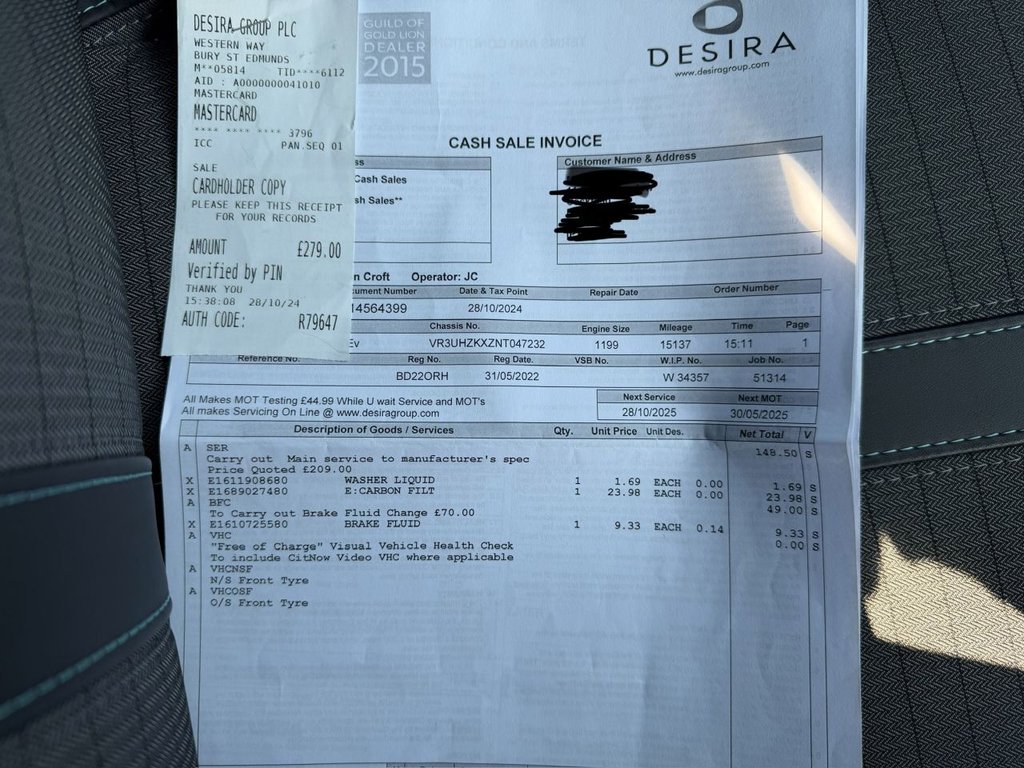 DESIRA GROUP PLC
WESTERN WAY
BURY ST EDMUNDS
M**05814 TID****6112
AID : A0000000041010
MASTERCARD
MASTERCARD
**** **** **** 3796
ICC PAN.SEQ 01
SALE
CARDHOLDER COPY
PLEASE KEEP THIS RECEIPT
FOR YOUR RECORDS
AMOUNT £279.00
Verified by PIN
THANK YOU
15:38:08 28/10/24
AUTH CODE: R79647
GUILD OF
GOLD LION
DEALER
2015
DESIRA
www.desiragroup.com
CASH SALE INVOICE
ss
Cash Sales
sh Sales**
Customer Name & Address
n Croft Operator: JC
cument Number Date & Tax Point Repair Date Order Number
14564399 28/10/2024
Chassis No. Engine Size Mileage Time Page
Ev VR3UHZKXZNT047232 1199 15137 15:11 1
Reference No. Reg No. Reg Date. VSB No. W.I.P. No. Job No.
BD22ORH 31/05/2022 W 34357 51314
All Makes MOT Testing £44.99 While U wait Service and MOT's
All makes Servicing On Line @ www.desiragroup.com
Next Service Next MOT
28/10/2025 30/05/2025
Description of Goods / Services Qty. Unit Price Unit Des. Net Total V
A SER 148.50 S
Carry out Main service to manufacturer's spec
Price Quoted £209.00
X E1611908680 WASHER LIQUID 1 1.69 EACH 0.00 1.69 S
X E1689027480 E:CARBON FILT 1 23.98 EACH 0.00 23.98 S
A BFC 49.00 S
To Carry out Brake Fluid Change £70.00
X E1610725580 BRAKE FLUID 1 9.33 EACH 0.14 9.33 S
A VHC 0.00 S
"Free of Charge" Visual Vehicle Health Check
To include CitNow Video VHC where applicable
A VHCNSF
N/S Front Tyre
A VHCOSF
O/S Front Tyre